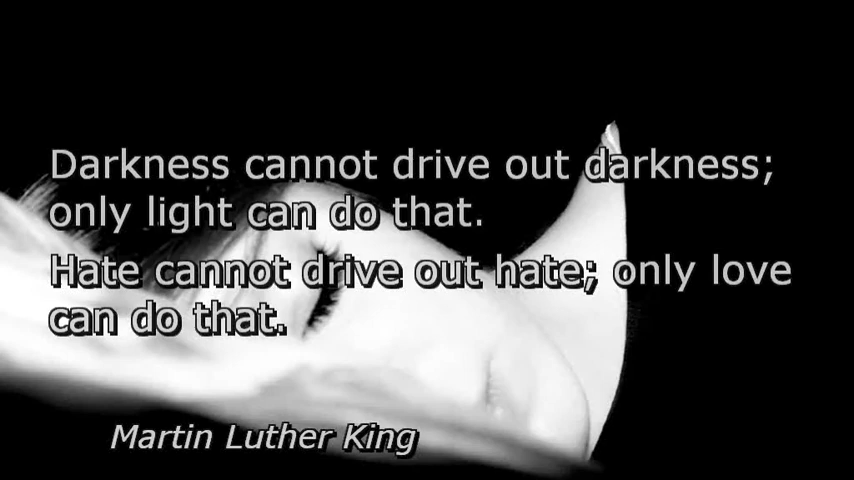 Darkness cannot drive out darkness;
only light can do that.
Hate cannot drive out hate; only love
can do that.
Martin Luther King